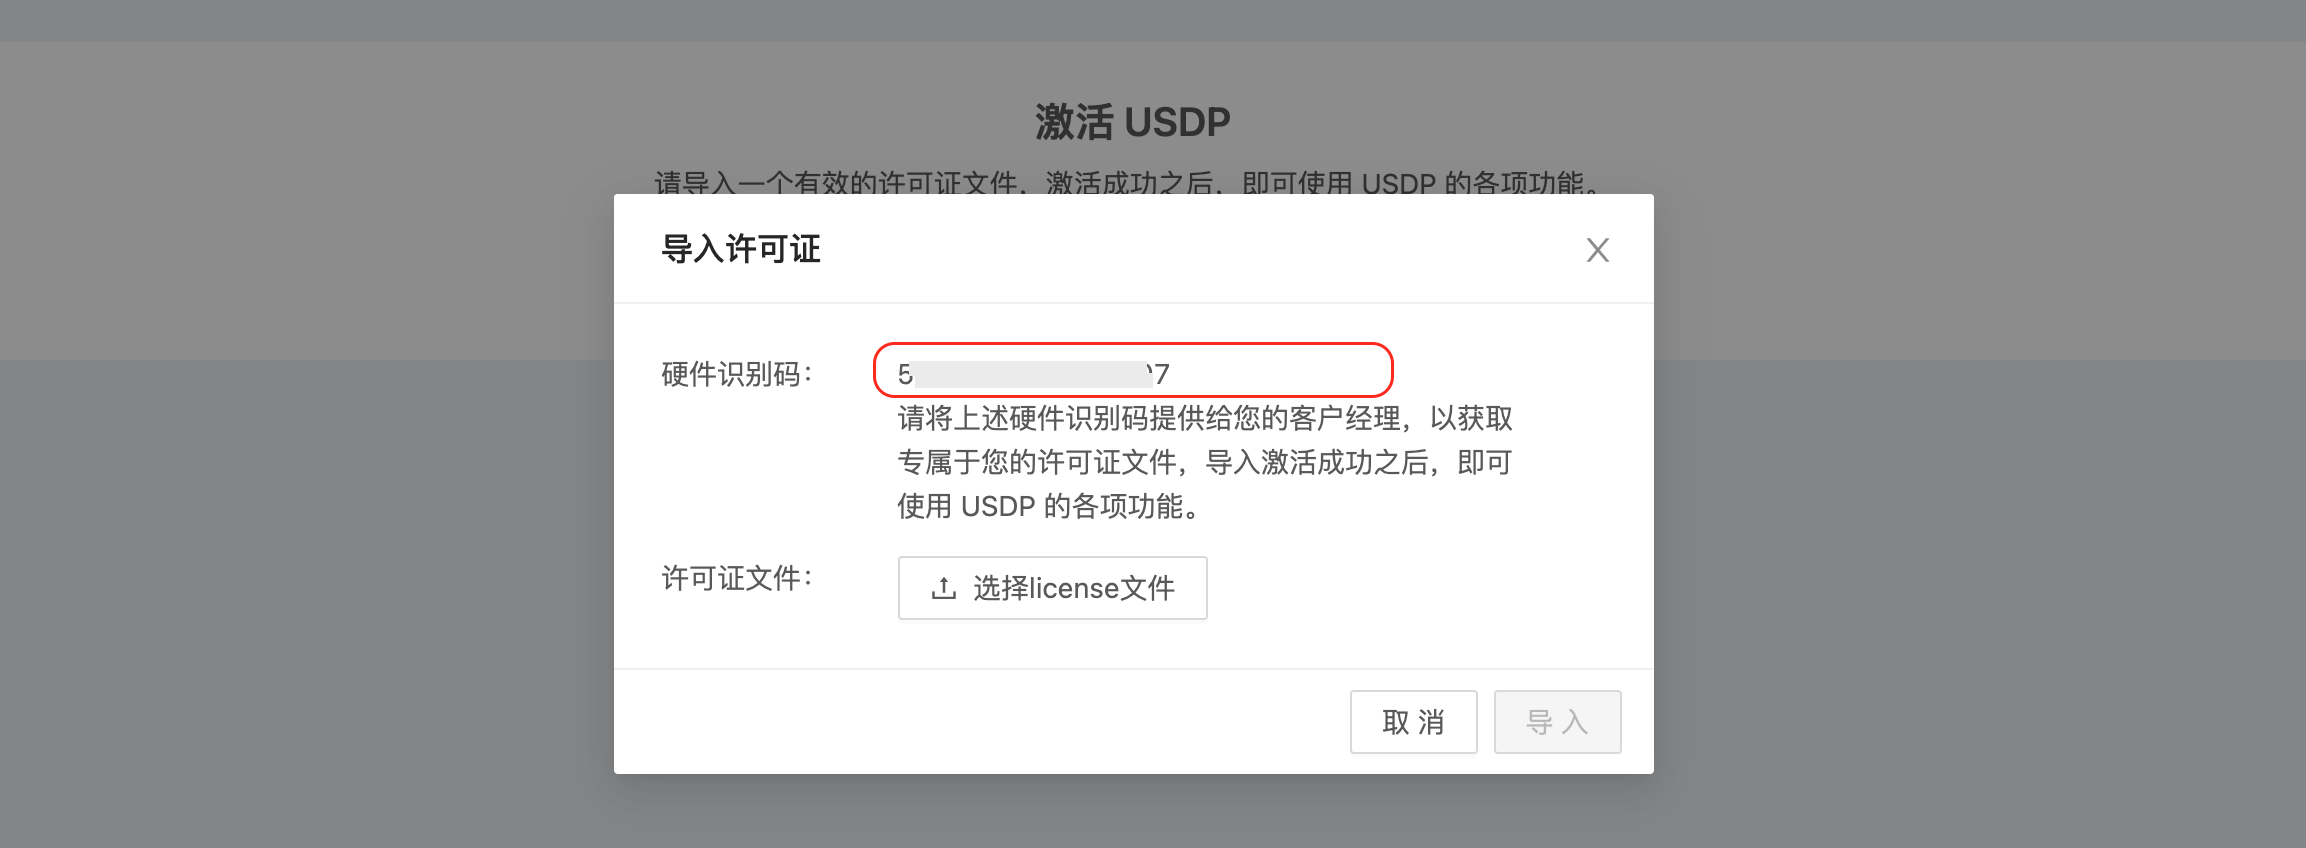 激活 USDP
请导入一个有效的许可证文件，激活成功之后，即可使用 USDP 的各项功能。
导入许可证
硬件识别码：
5 7
请将上述硬件识别码提供给您的客户经理，以获取
专属于您的许可证文件，导入激活成功之后，即可
使用 USDP 的各项功能。
许可证文件：
选择license文件
取 消
导 入